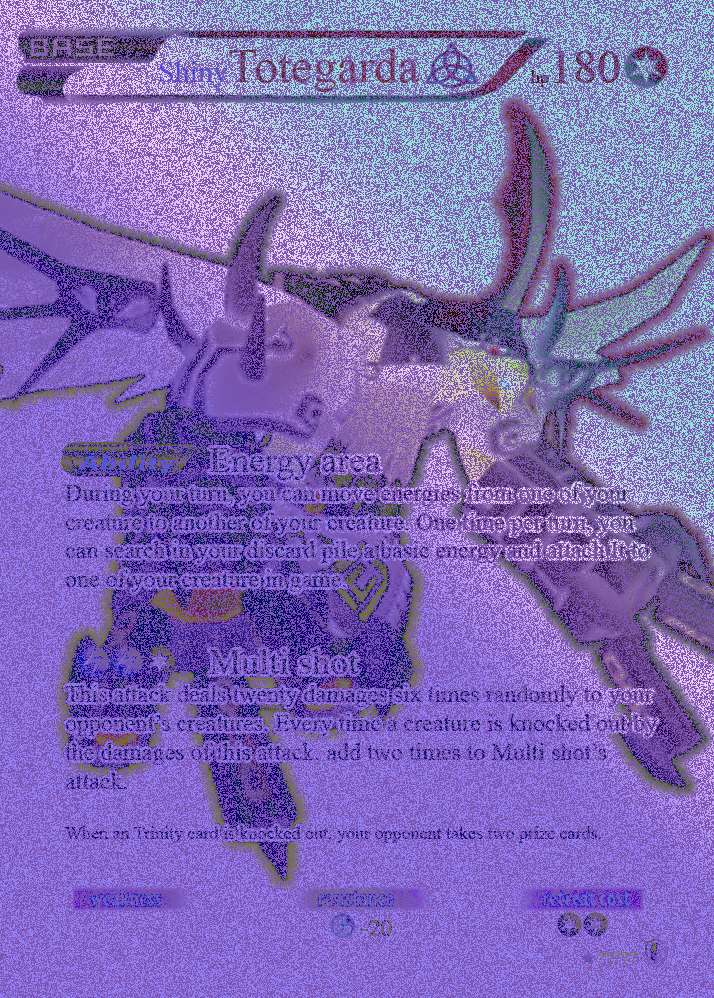 BASE
Shiny Totegarda hp 180
Ability Energy area
During your turn, you can move energies from one of your
creature to another of your creature. One time per turn, you
can search in your discard pile a basic energy and attach it to
one of your creature in game.
Multi shot
This attack deals twenty damages six times randomly to your
opponent's creatures. Every time a creature is knocked out by
the damages of this attack, add two times to Multi shot's
attack.
When an Trinity card is knocked out, your opponent takes two prize cards.
weakness resistance retreat cost
-20